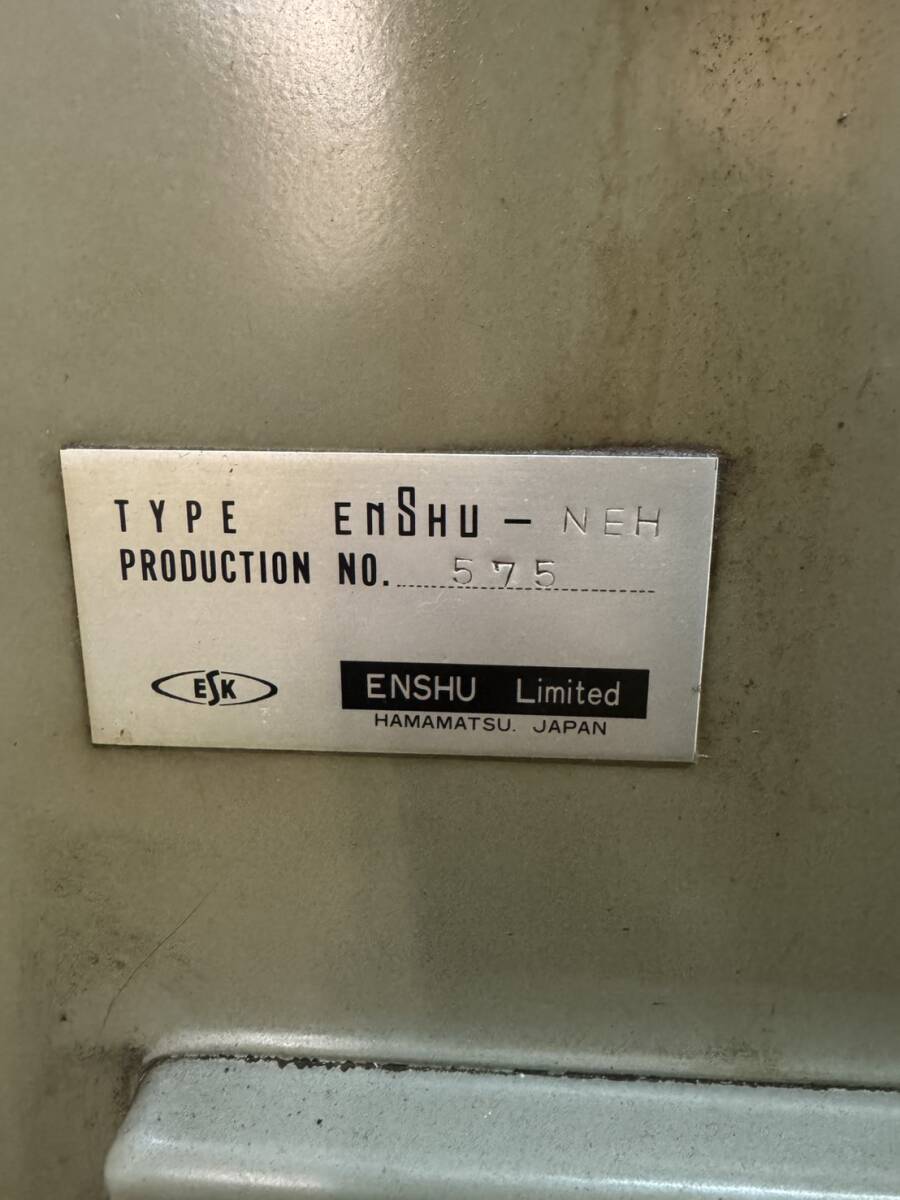 TYPE ENSHU - NEH
PRODUCTION NO. 575
ESK
ENSHU Limited
HAMAMATSU. JAPAN